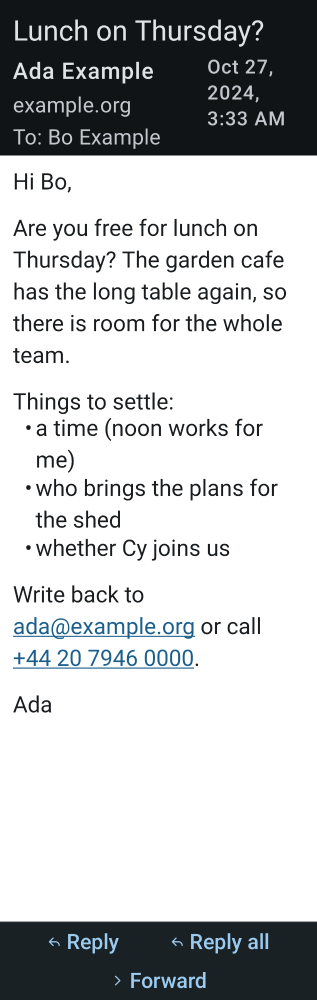 Lunch on Thursday?
Ada Example
example.org
To: Bo Example
Oct 27,
2024,
3:33 AM
Hi Bo,
Are you free for lunch on
Thursday? The garden cafe
has the long table again, so
there is room for the whole
team.
Things to settle:
• a time (noon works for
me)
• who brings the plans for
the shed
• whether Cy joins us
Write back to
ada@example.org or call
+44 20 7946 0000.
Ada
Reply
Reply all
Forward